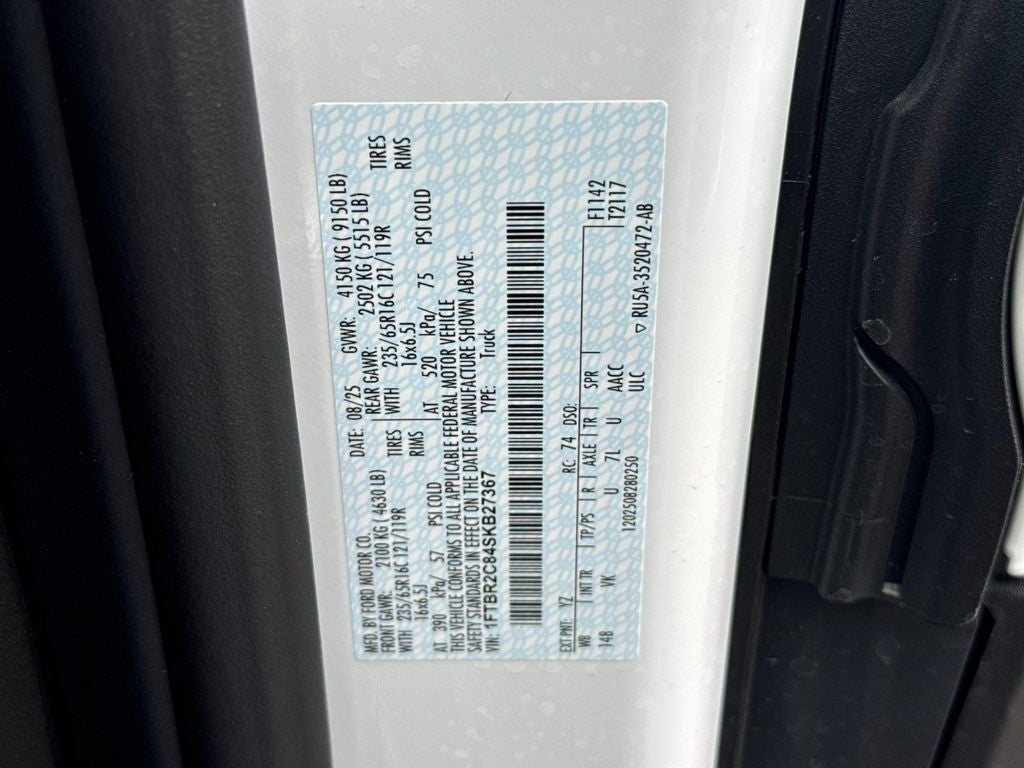 MFD. BY FORD MOTOR CO.
DATE: 08/25 GVWR: 4150 KG ( 9150 LB)
FRONT GAWR: 2100 KG ( 4630 LB) REAR GAWR: 2502 KG ( 5515 LB)
WITH 235/65R16C 121/119R TIRES WITH 235/65R16C 121/119R TIRES
16x6.5J RIMS 16x6.5J RIMS
AT 390 kPa/ 57 PSI COLD AT 520 kPa/ 75 PSI COLD
THIS VEHICLE CONFORMS TO ALL APPLICABLE FEDERAL MOTOR VEHICLE
SAFETY STANDARDS IN EFFECT ON THE DATE OF MANUFACTURE SHOWN ABOVE.
VIN: 1FTBR2C84SKB27367 TYPE: Truck
EXT PNT: YZ RC: 74 DSO:
WB INT TR TP/PS R AXLE TR SPR F1142
148 VK U 7L U AACC T2117
ULC
1202508280250 ▽ RU5A-3520472-AB